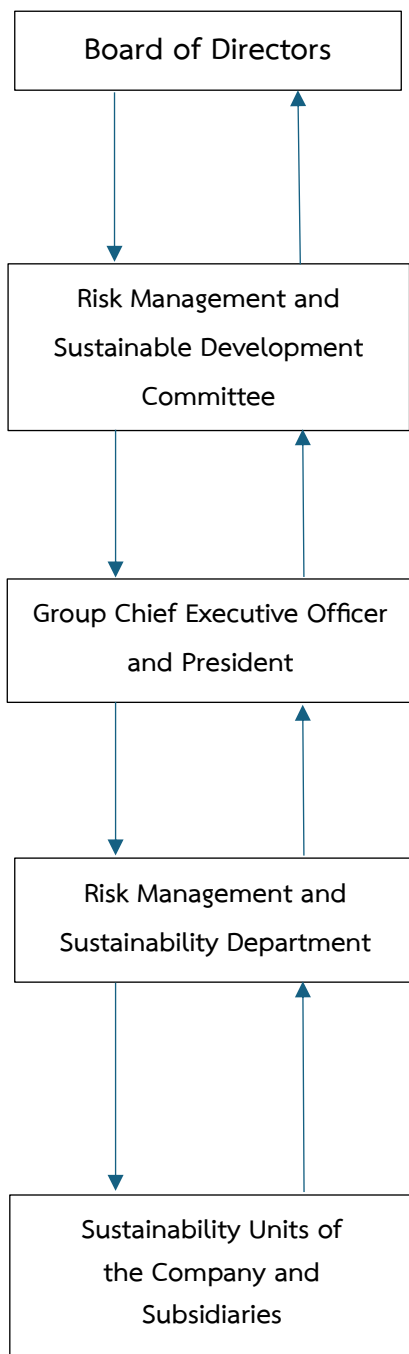 Board of Directors
Risk Management and
Sustainable Development
Committee
Group Chief Executive Officer
and President
Risk Management and
Sustainability Department
Sustainability Units of
the Company and
Subsidiaries